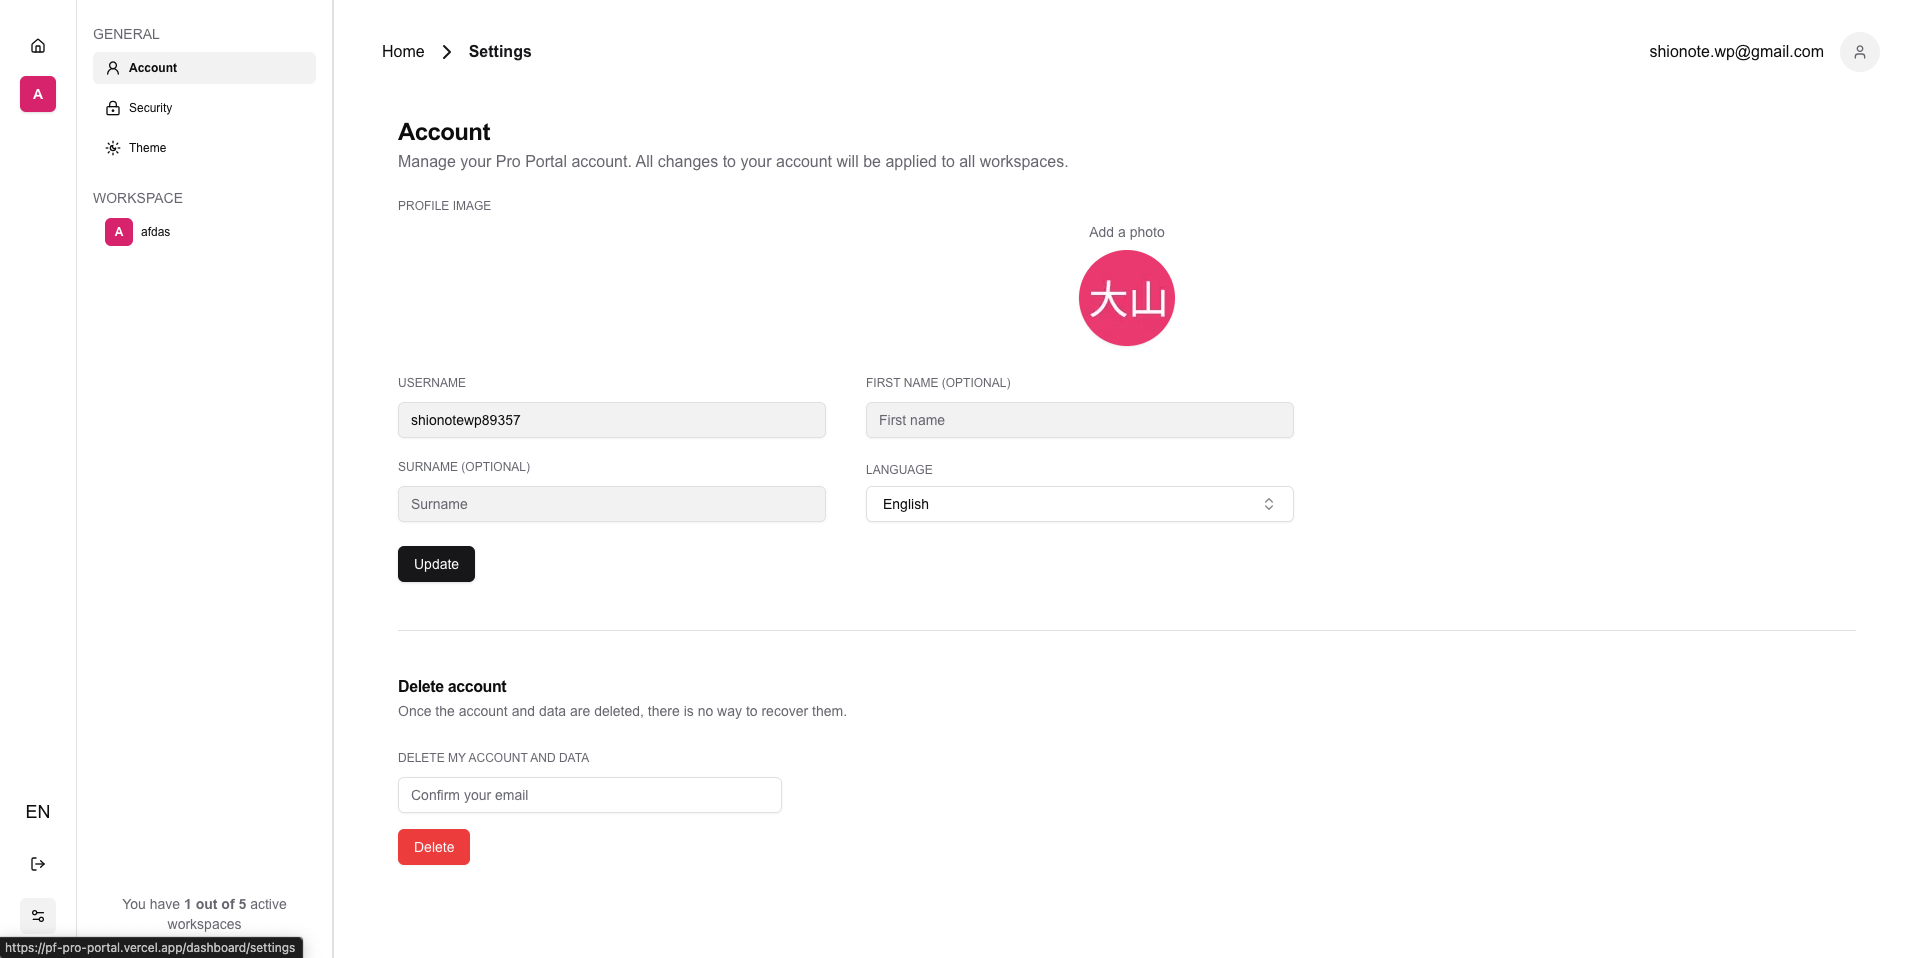 A
EN
GENERAL
Account
Security
Theme
WORKSPACE
A afdas
You have 1 out of 5 active
workspaces
https://pf-pro-portal.vercel.app/dashboard/settings
Home Settings
shionote.wp@gmail.com
Account
Manage your Pro Portal account. All changes to your account will be applied to all workspaces.
PROFILE IMAGE
Add a photo
大山
USERNAME
shionotewp89357
FIRST NAME (OPTIONAL)
First name
SURNAME (OPTIONAL)
Surname
LANGUAGE
English
Update
Delete account
Once the account and data are deleted, there is no way to recover them.
DELETE MY ACCOUNT AND DATA
Confirm your email
Delete